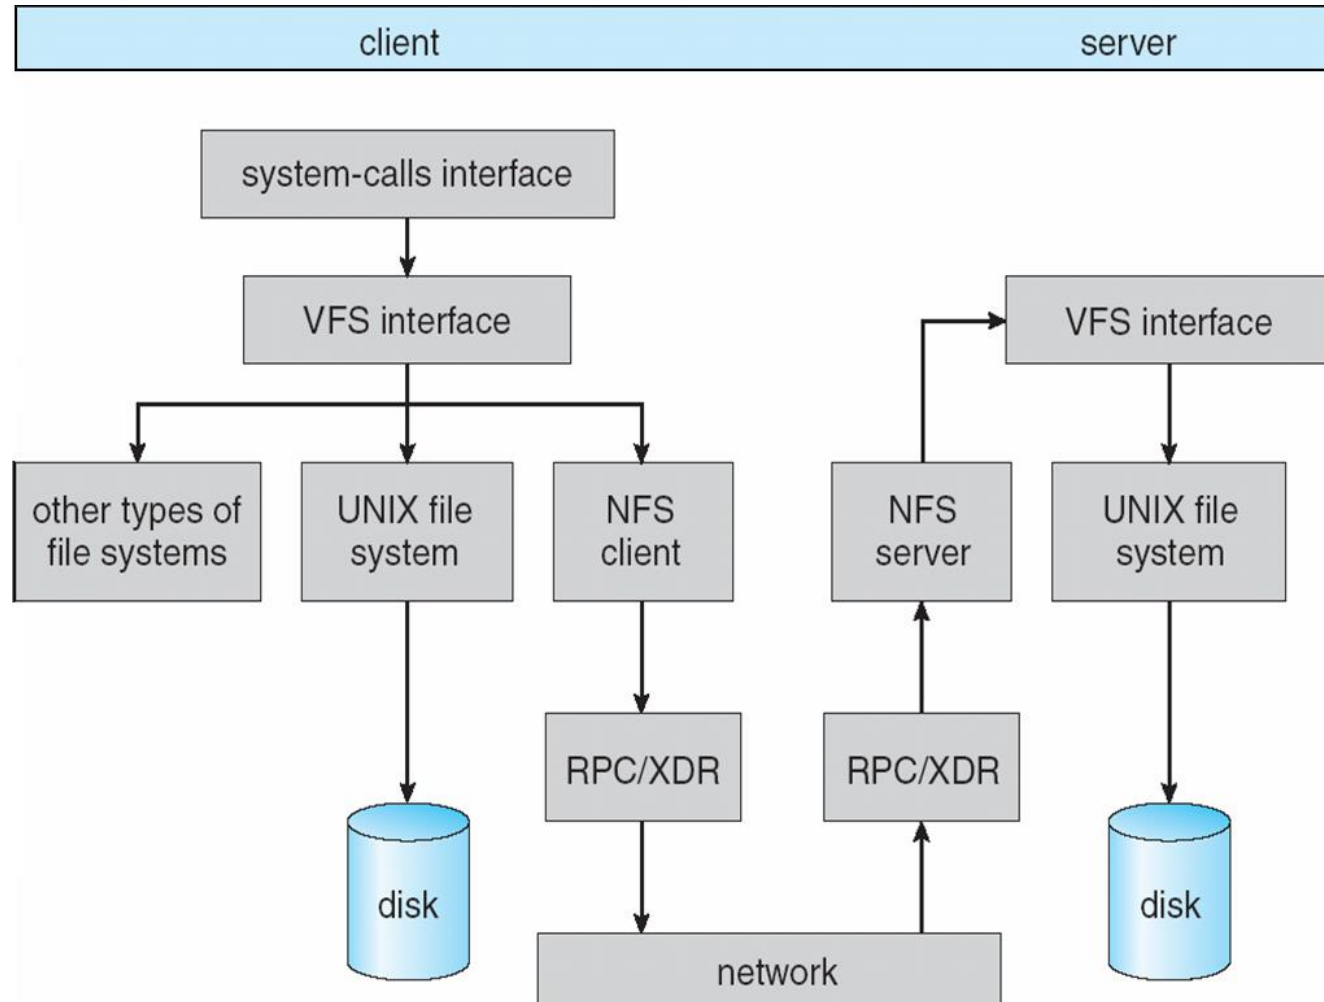 client
server
system-calls interface
VFS interface
VFS interface
other types of
file systems
UNIX file
system
NFS
client
NFS
server
UNIX file
system
RPC/XDR
RPC/XDR
disk
disk
network